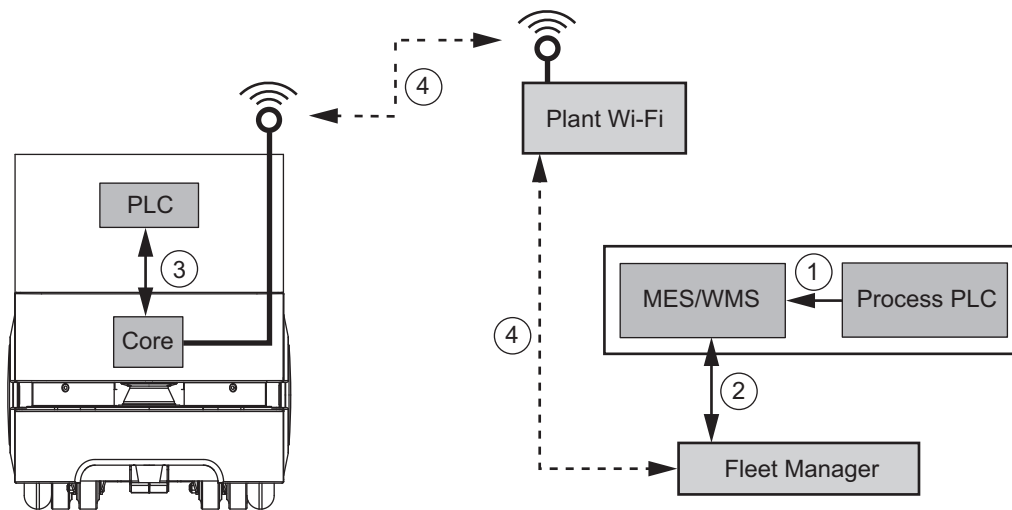 4
Plant Wi-Fi
PLC
3
Core
1
MES/WMS
Process PLC
4
2
Fleet Manager